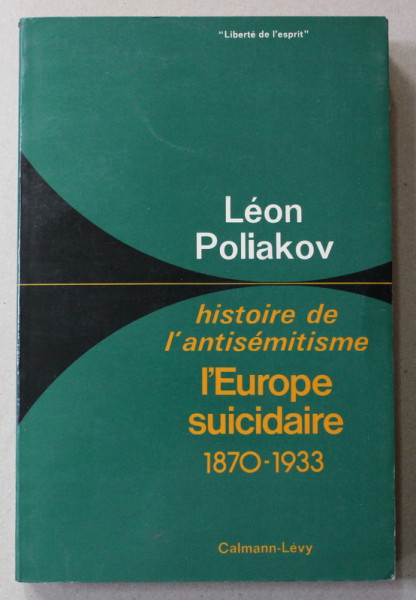 "Liberté de l'esprit"
Léon
Poliakov
histoire de
l'antisémitisme
l'Europe
suicidaire
1870-1933
Calmann-Lévy